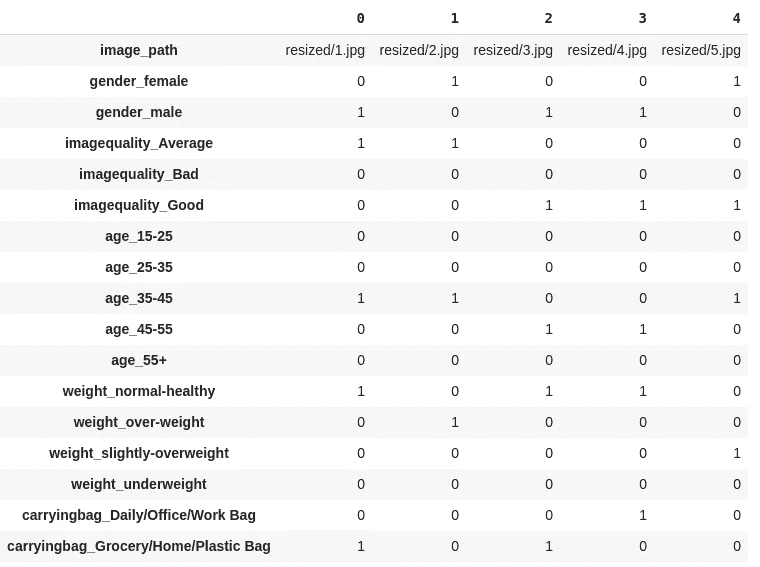 0 1 2 3 4
image_path resized/1.jpg resized/2.jpg resized/3.jpg resized/4.jpg resized/5.jpg
gender_female 0 1 0 0 1
gender_male 1 0 1 1 0
imagequality_Average 1 1 0 0 0
imagequality_Bad 0 0 0 0 0
imagequality_Good 0 0 1 1 1
age_15-25 0 0 0 0 0
age_25-35 0 0 0 0 0
age_35-45 1 1 0 0 1
age_45-55 0 0 1 1 0
age_55+ 0 0 0 0 0
weight_normal-healthy 1 0 1 1 0
weight_over-weight 0 1 0 0 0
weight_slightly-overweight 0 0 0 0 1
weight_underweight 0 0 0 0 0
carryingbag_Daily/Office/Work Bag 0 0 0 1 0
carryingbag_Grocery/Home/Plastic Bag 1 0 1 0 0